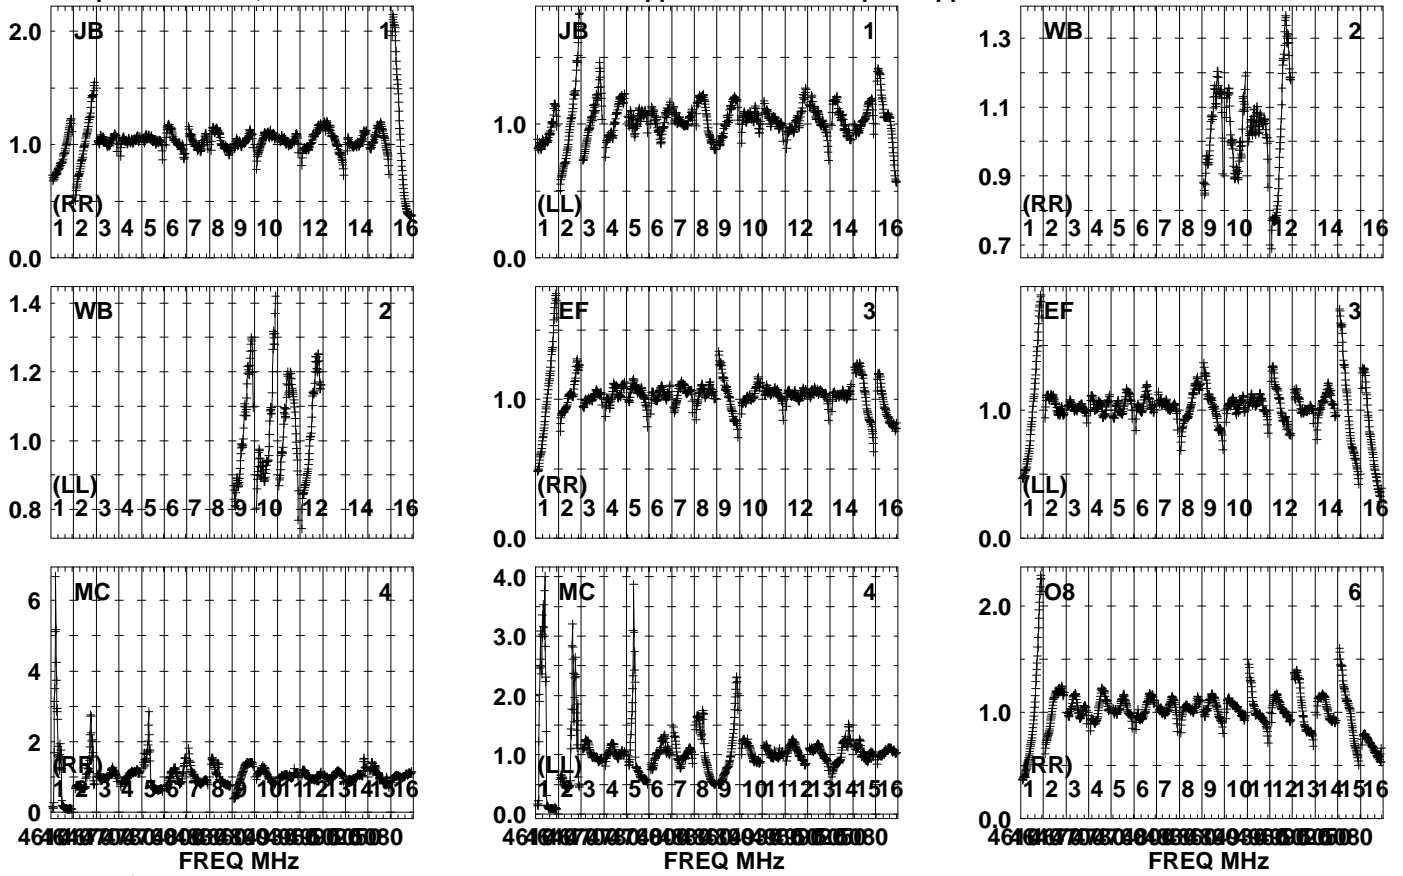 2.0 JB 1
1.0
(RR)
1 2 3 4 5 6 7 8 9 10 12 14 16
0.0
JB 1
1.0
(LL)
1 2 3 4 5 6 7 8 9 10 12 14 16
0.0
1.3 WB 2
1.1
0.9
(RR)
1 2 3 4 5 6 7 8 9 10 12 14 16
0.7
1.4 WB 2
1.2
1.0
(LL)
1 2 3 4 5 6 7 8 9 10 12 14 16
0.8
EF 3
1.0
(RR)
1 2 3 4 5 6 7 8 9 10 12 14 16
0.0
EF 3
1.0
(LL)
1 2 3 4 5 6 7 8 9 10 12 14 16
0.0
6 MC 4
4
2
(RR)
1 2 3 4 5 6 7 8 9 10 11 12 13 14 15 16
0
FREQ MHz
4.0 MC 4
3.0
2.0
1.0
(LL)
1 2 3 4 5 6 7 8 9 10 11 12 13 14 15 16
0.0
FREQ MHz
2.0 O8 6
1.0
(RR)
1 2 3 4 5 6 7 8 9 10 11 12 13 14 15 16
0.0
FREQ MHz